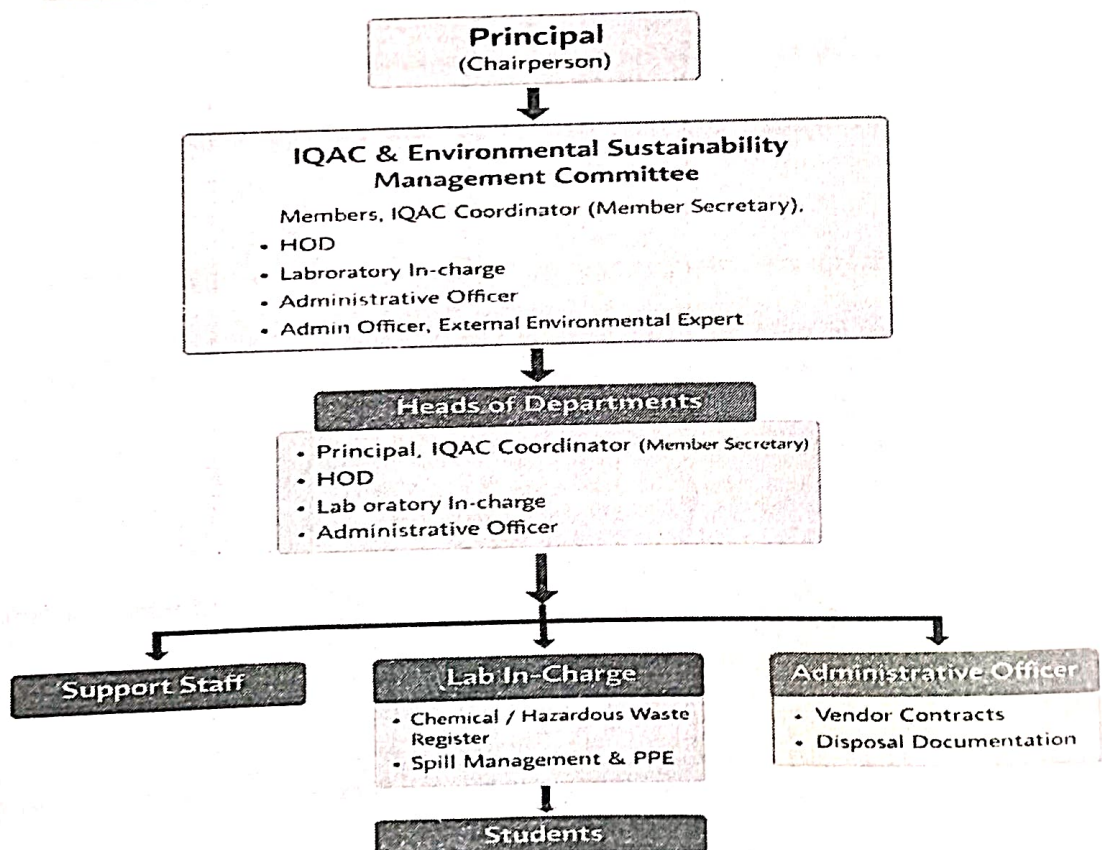 Principal
(Chairperson)
IQAC & Environmental Sustainability
Management Committee
Members, IQAC Coordinator (Member Secretary).
• HOD
• Labroratory In-charge
• Administrative Officer
• Admin Officer, External Environmental Expert
Heads of Departments
• Principal, IQAC Coordinator (Member Secretary)
• HOD
• Lab oratory In-charge
• Administrative Officer
Support Staff
Lab In-Charge
• Chemical / Hazardous Waste
Register
• Spill Management & PPE
Administrative Officer
• Vendor Contracts
• Disposal Documentation
Students